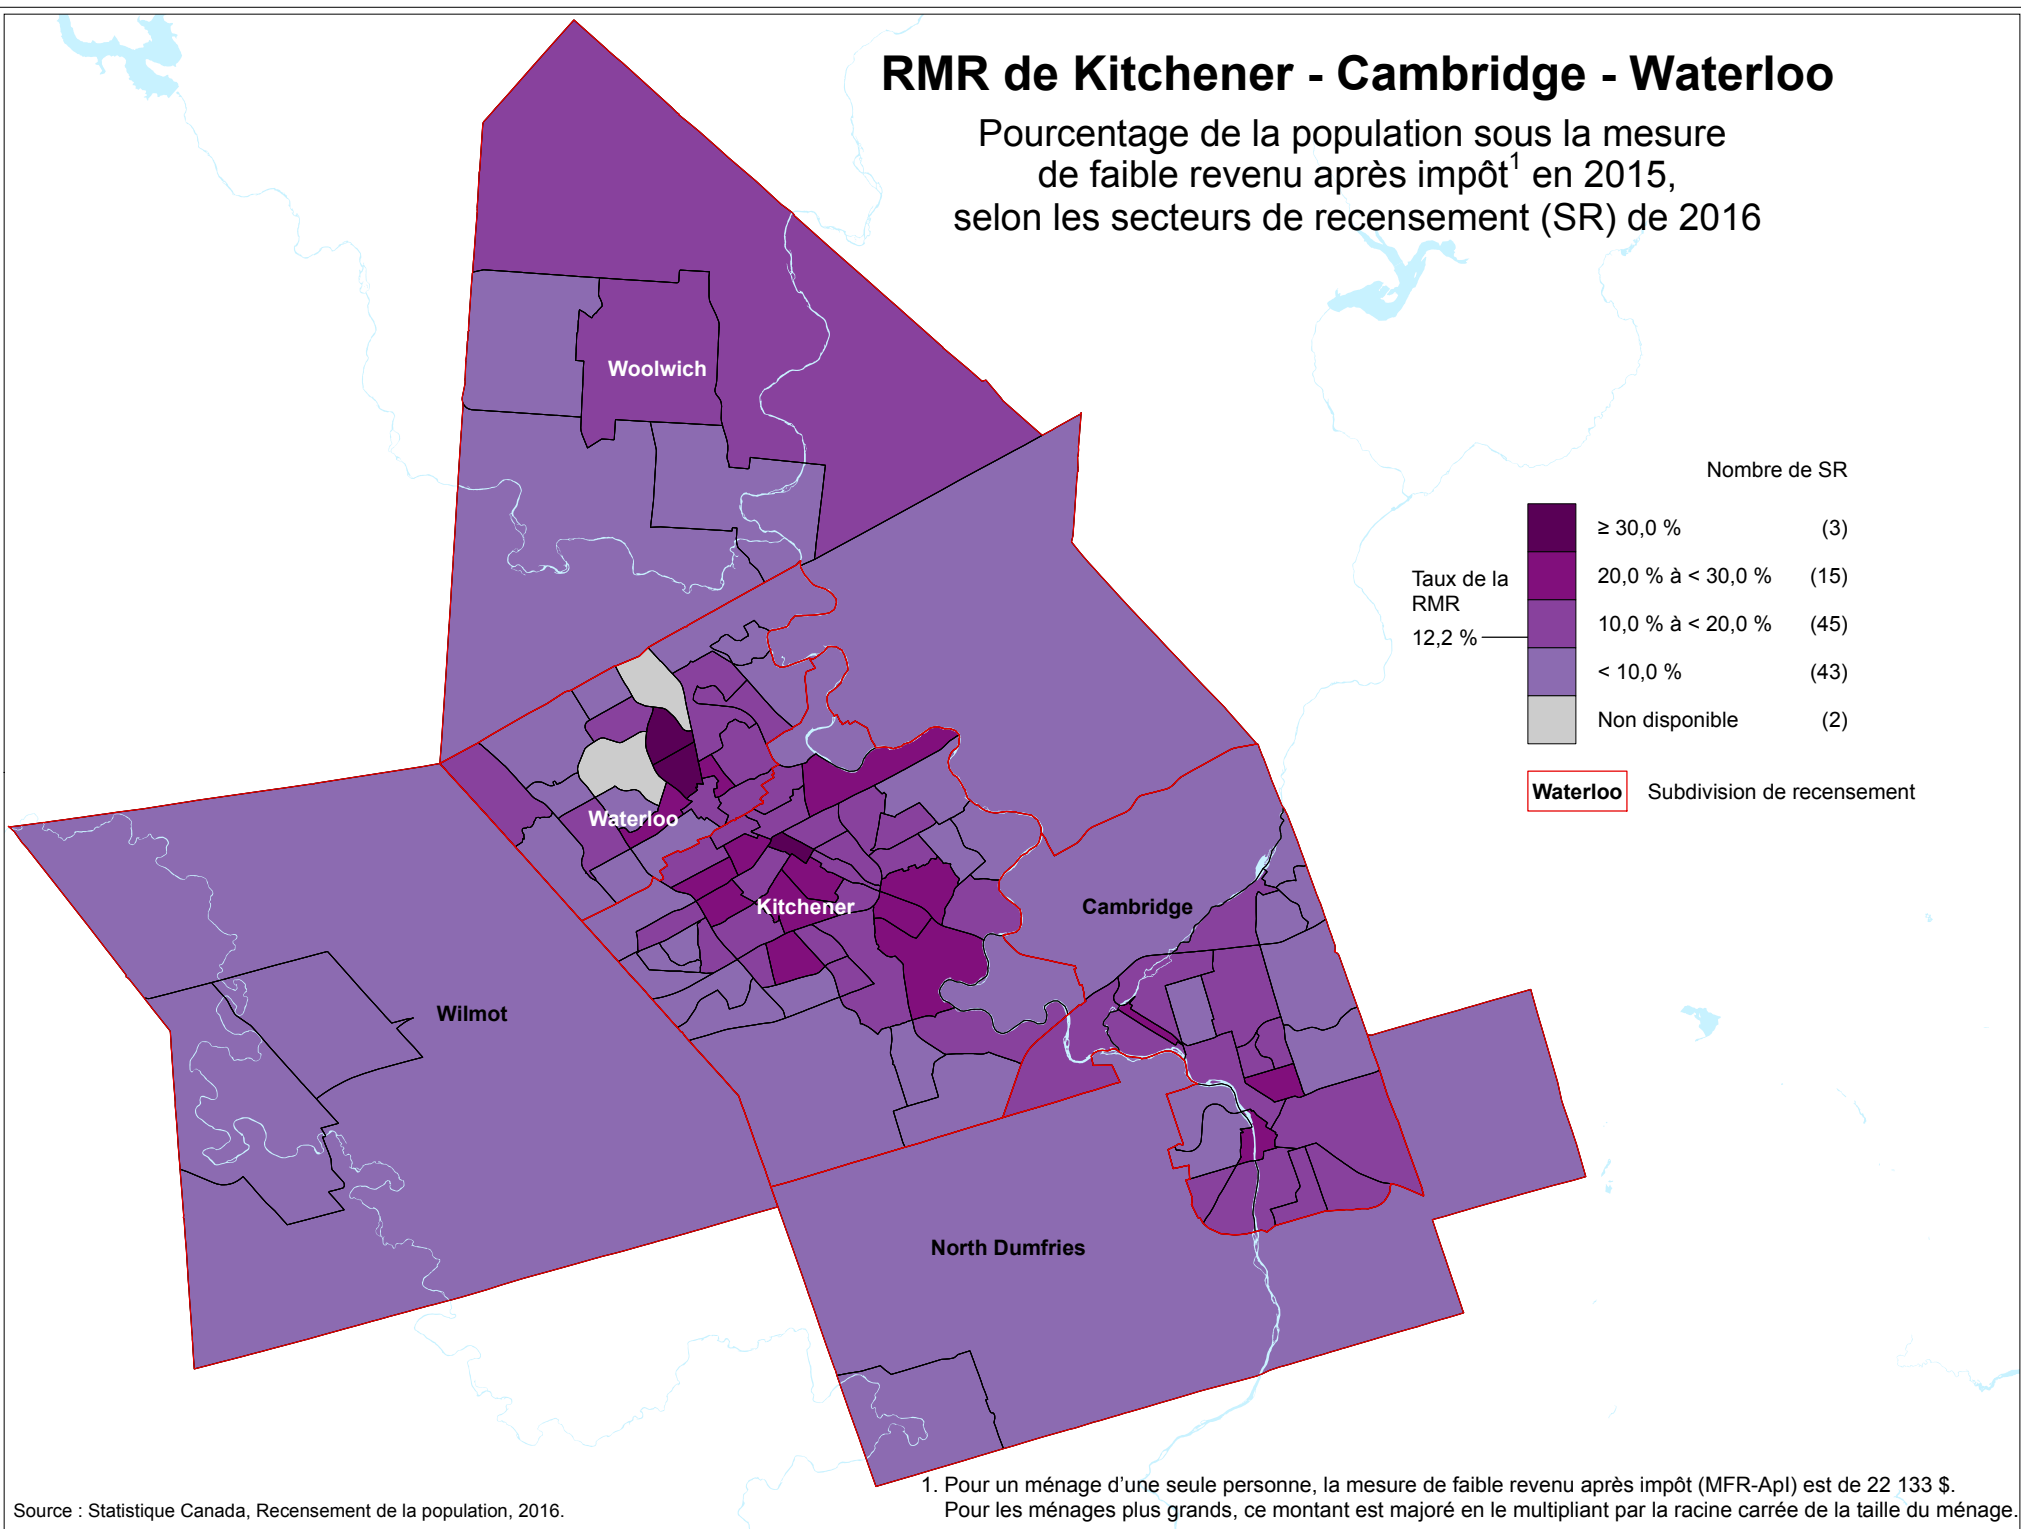 RMR de Kitchener - Cambridge - Waterloo
Pourcentage de la population sous la mesure
de faible revenu après impôt¹ en 2015,
selon les secteurs de recensement (SR) de 2016
Woolwich
Nombre de SR
≥ 30,0 % (3)
20,0 % à < 30,0 % (15)
Taux de la
RMR
12,2 %
10,0 % à < 20,0 % (45)
< 10,0 % (43)
Non disponible (2)
Waterloo Subdivision de recensement
Waterloo
Kitchener
Cambridge
Wilmot
North Dumfries
1. Pour un ménage d'une seule personne, la mesure de faible revenu après impôt (MFR-ApI) est de 22 133 $.
Pour les ménages plus grands, ce montant est majoré en le multipliant par la racine carrée de la taille du ménage.
Source : Statistique Canada, Recensement de la population, 2016.